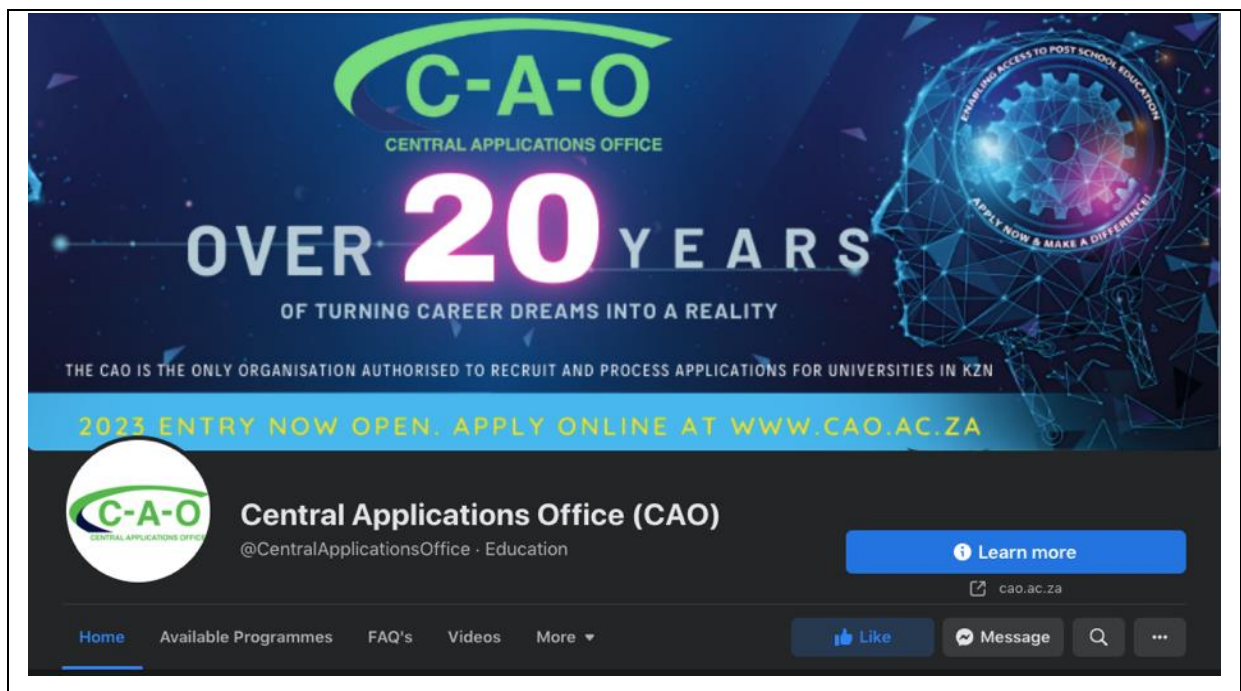 C-A-O
CENTRAL APPLICATIONS OFFICE
ENABLING ACCESS TO POST SCHOOL EDUCATION
APPLY NOW & MAKE A DIFFERENCE!
OVER 20 YEARS
OF TURNING CAREER DREAMS INTO A REALITY
THE CAO IS THE ONLY ORGANISATION AUTHORISED TO RECRUIT AND PROCESS APPLICATIONS FOR UNIVERSITIES IN KZN
2023 ENTRY NOW OPEN. APPLY ONLINE AT WWW.CAO.AC.ZA
C-A-O
CENTRAL APPLICATIONS OFFICE
Central Applications Office (CAO)
@CentralApplicationsOffice · Education
Learn more
cao.ac.za
Home Available Programmes FAQ's Videos More Like Message